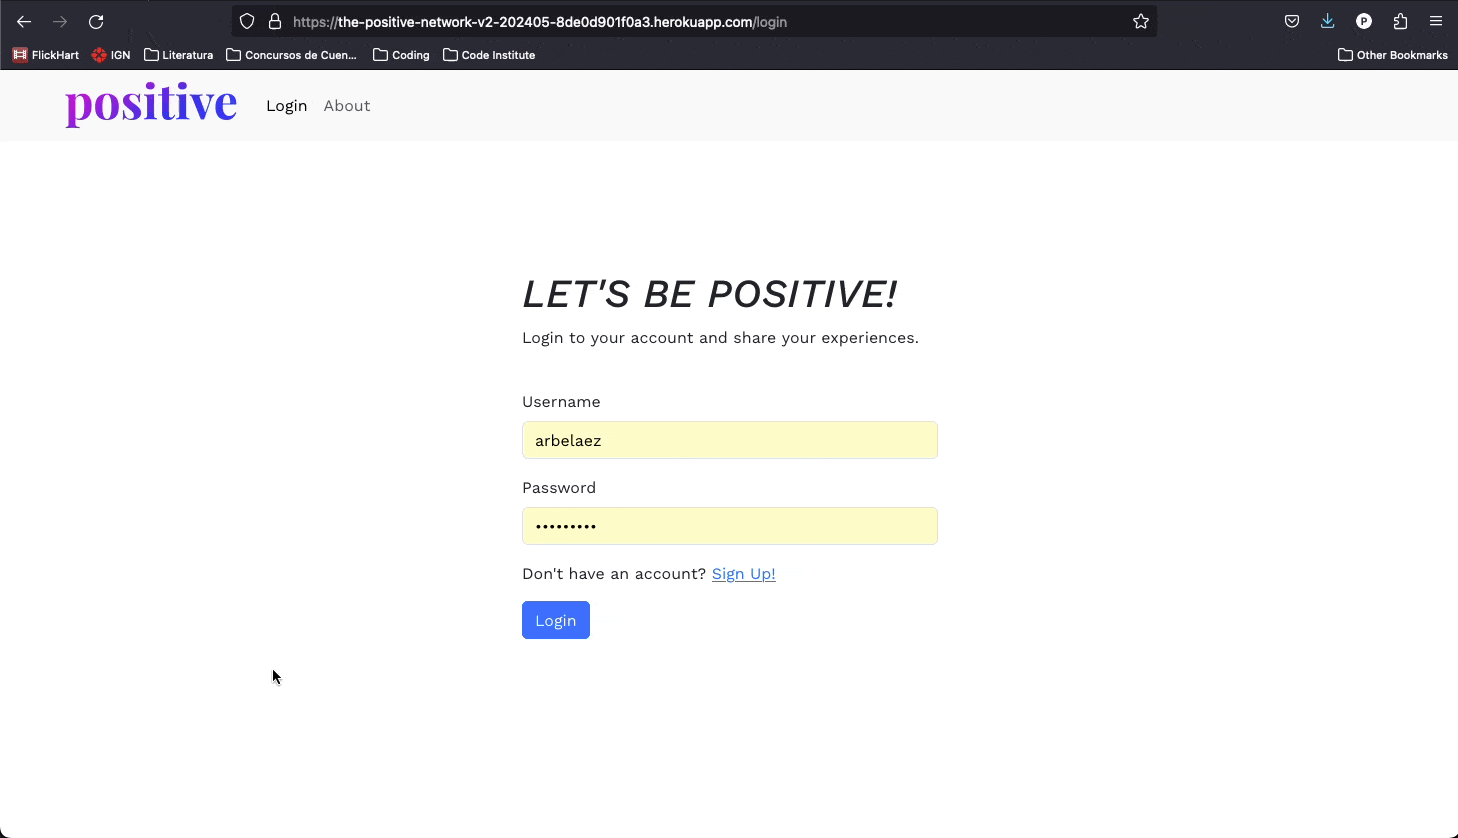 https://the-positive-network-v2-202405-8de0d901f0a3.herokuapp.com/login
P
FlickHart IGN Literatura Concursos de Cuen... Coding Code Institute Other Bookmarks
positive Login About
LET'S BE POSITIVE!
Login to your account and share your experiences.
Username
arbelaez
Password
•••••••••
Don't have an account? Sign Up!
Login